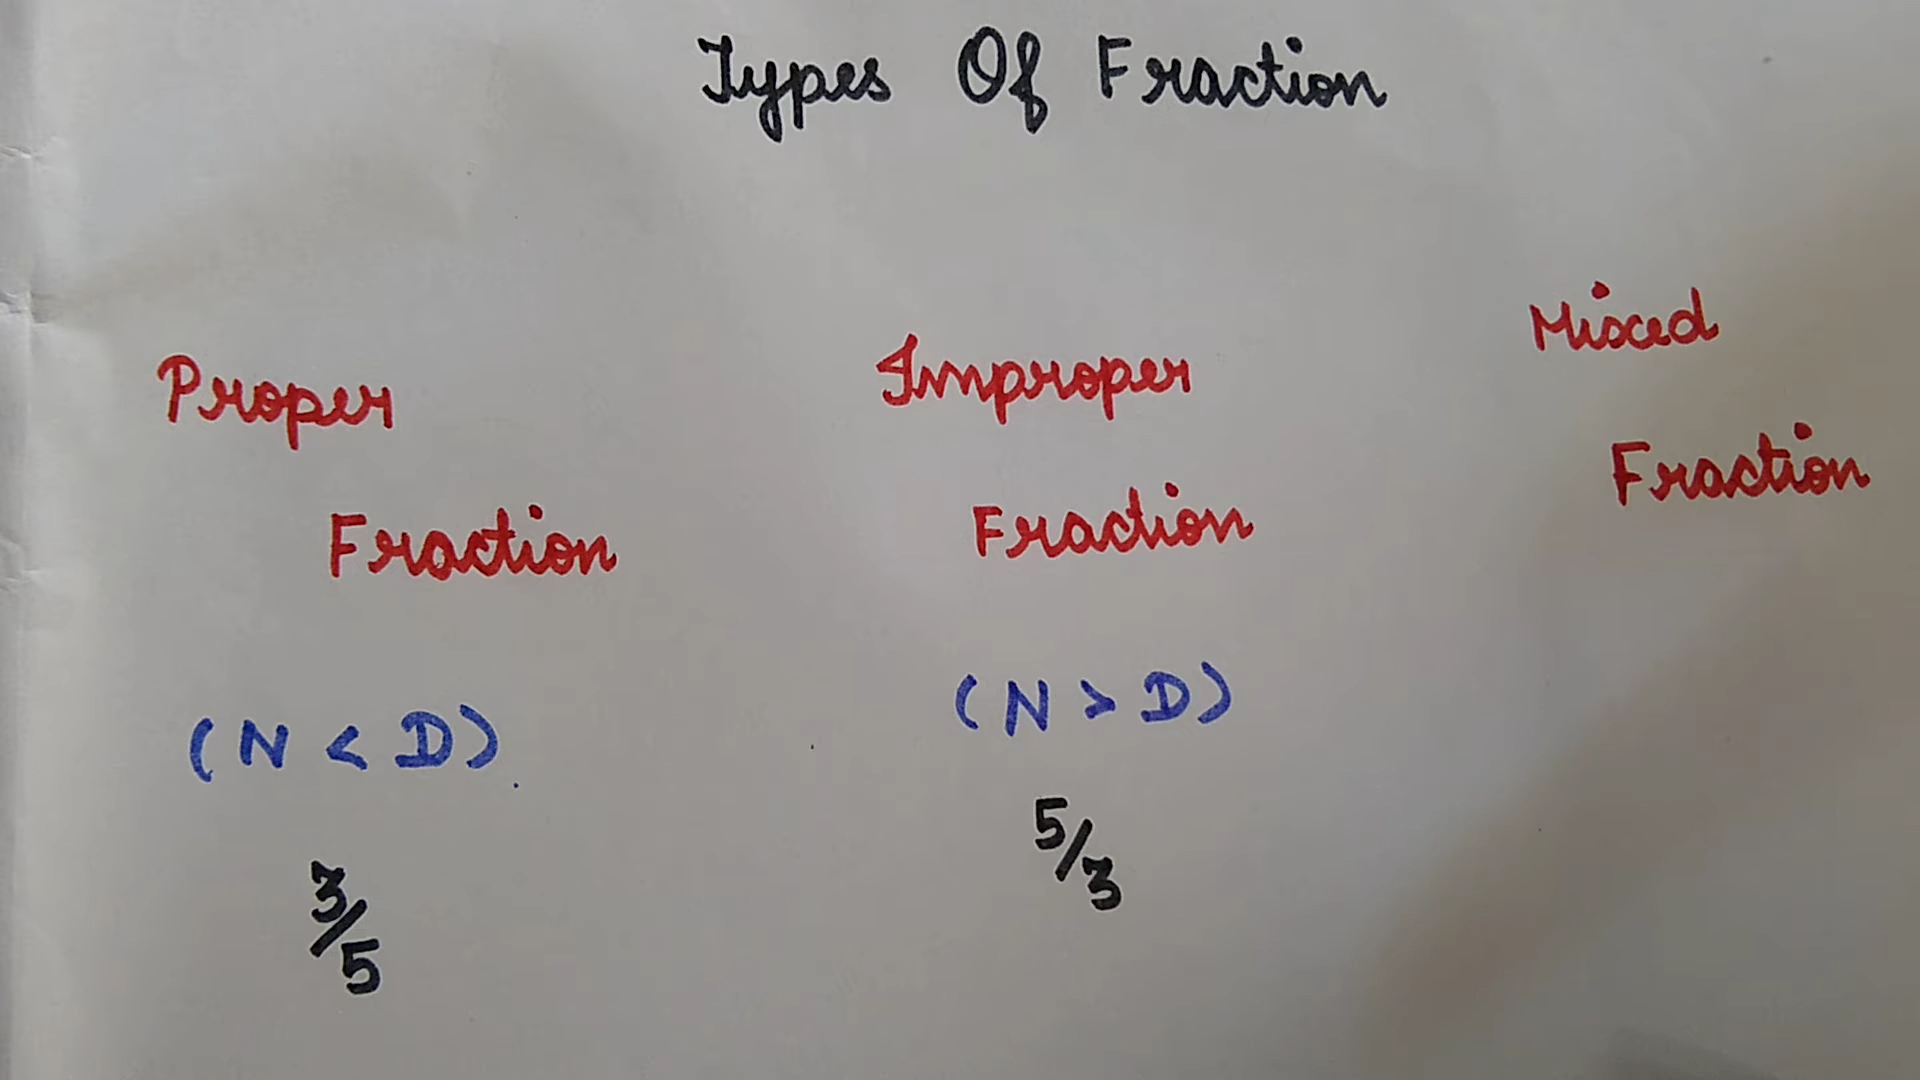 Types Of Fraction
Proper
Fraction
(N < D)
3/5
Improper
Fraction
(N > D)
5/3
Mixed
Fraction